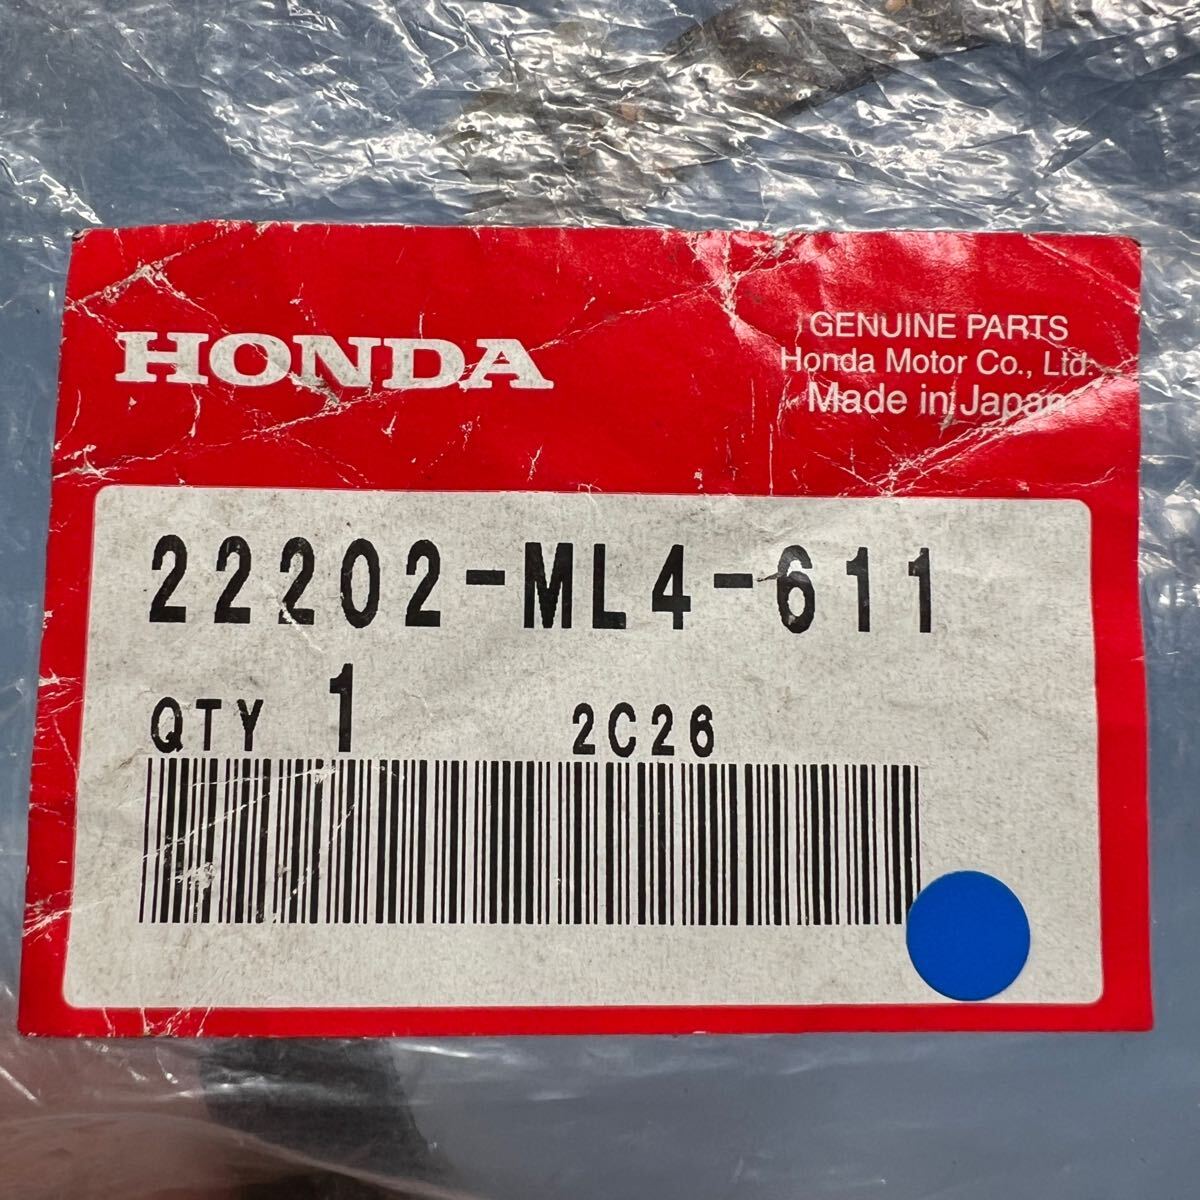 HONDA
GENUINE PARTS
Honda Motor Co., Ltd.
Made in Japan
22202-ML4-611
QTY 1 2C26